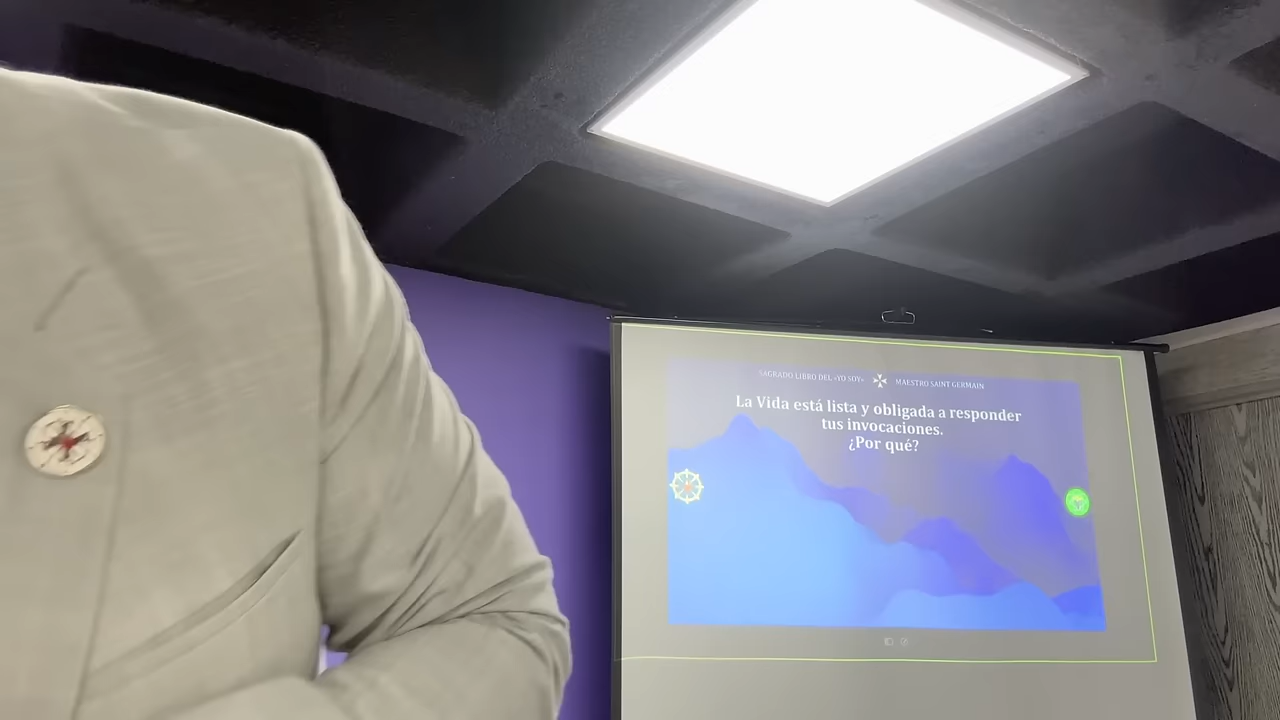 SAGRADO LIBRO DEL «YO SOY» MAESTRO SAINT GERMAIN
La Vida está lista y obligada a responder
tus invocaciones.
¿Por qué?